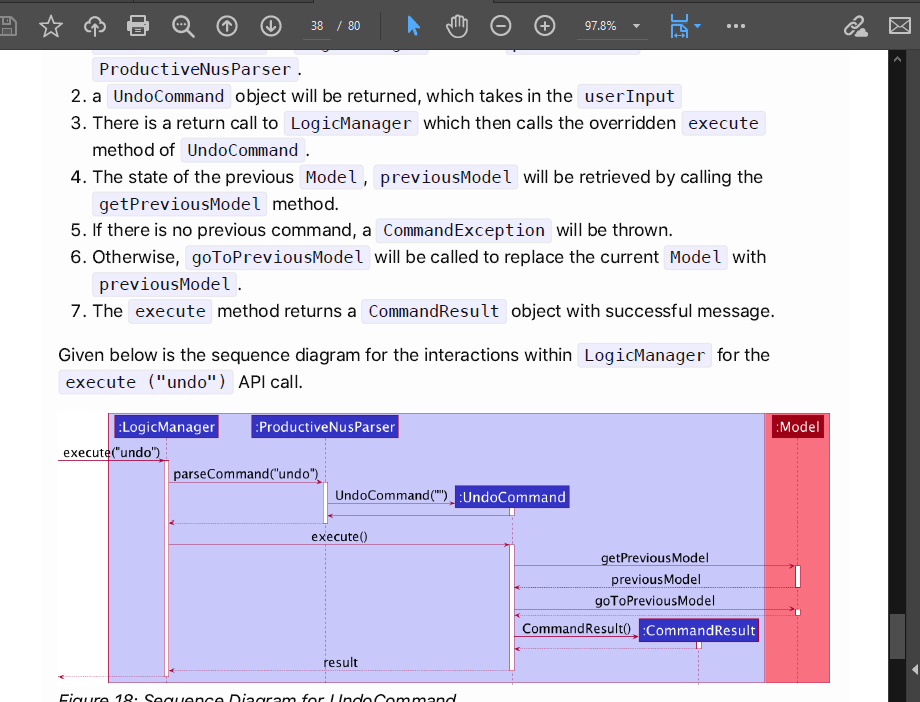 38 / 80
97.8%
ProductiveNusParser.
2. a UndoCommand object will be returned, which takes in the userInput
3. There is a return call to LogicManager which then calls the overridden execute
method of UndoCommand.
4. The state of the previous Model, previousModel will be retrieved by calling the
getPreviousModel method.
5. If there is no previous command, a CommandException will be thrown.
6. Otherwise, goToPreviousModel will be called to replace the current Model with
previousModel.
7. The execute method returns a CommandResult object with successful message.
Given below is the sequence diagram for the interactions within LogicManager for the
execute ("undo") API call.
:LogicManager :ProductiveNusParser :Model
execute("undo")
parseCommand("undo")
UndoCommand("") :UndoCommand
execute()
getPreviousModel
previousModel
goToPreviousModel
CommandResult() :CommandResult
result
Figure 18: Sequence Diagram for UndoCommand